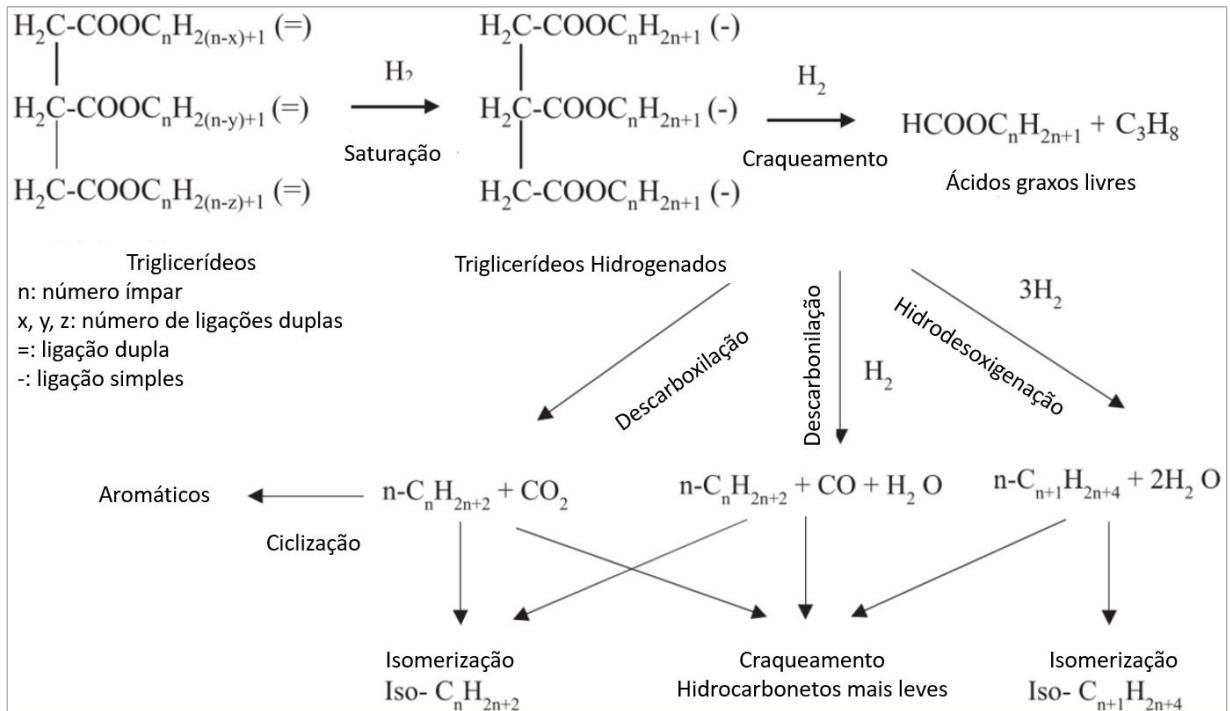 H₂C-COOCₙH₂₍ₙ₋ₓ₎₊₁ (=)
H₂C-COOCₙH₂₍ₙ₋y₎₊₁ (=)
H₂C-COOCₙH₂₍ₙ₋z₎₊₁ (=)
H₂
Saturação
H₂C-COOCₙH₂ₙ₊₁ (-)
H₂C-COOCₙH₂ₙ₊₁ (-)
H₂C-COOCₙH₂ₙ₊₁ (-)
H₂
Craqueamento
HCOOCₙH₂ₙ₊₁ + C₃H₈
Ácidos graxos livres
Triglicerídeos
n: número ímpar
x, y, z: número de ligações duplas
=: ligação dupla
-: ligação simples
Triglicerídeos Hidrogenados
Descarboxilação
Descarbonilação
H₂
Hidrodesoxigenação
3H₂
Aromáticos
Ciclização
n-CₙH₂ₙ₊₂ + CO₂
n-CₙH₂ₙ₊₂ + CO + H₂ O
n-Cₙ₊₁H₂ₙ₊₄ + 2H₂ O
Isomerização
Iso- CₙH₂ₙ₊₂
Craqueamento
Hidrocarbonetos mais leves
Isomerização
Iso- Cₙ₊₁H₂ₙ₊₄